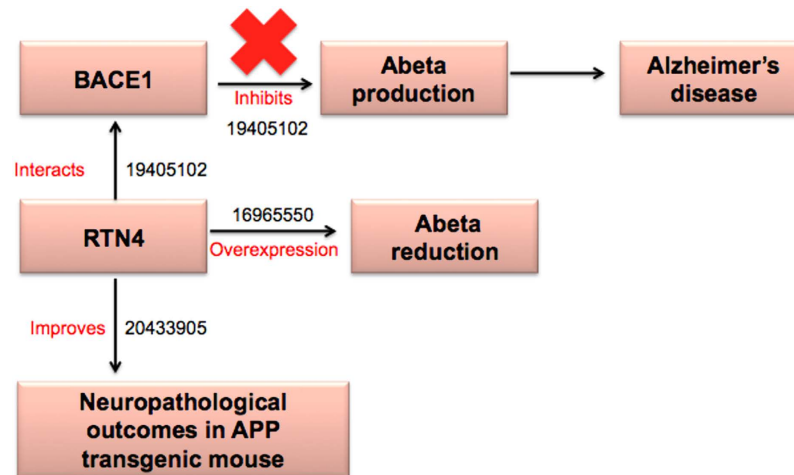 BACE1
Inhibits
19405102
Abeta
production
Alzheimer's
disease
Interacts
19405102
RTN4
16965550
Overexpression
Abeta
reduction
Improves
20433905
Neuropathological
outcomes in APP
transgenic mouse